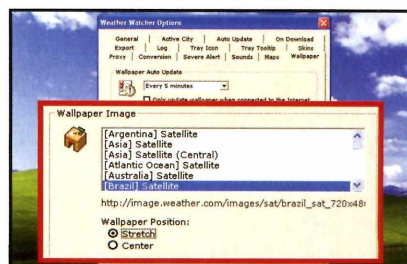 Weather Watcher Options
General Active City Auto Update On Download
Export Log Tray Icon Tray Tooltip Skins
Proxy Conversion Severe Alert Sounds Maps Wallpaper
Wallpaper Auto Update
Every 5 minutes
Only update wallpaper when connected to the Internet
Wallpaper Image
[Argentina] Satellite
[Asia] Satellite
[Asia] Satellite (Central)
[Atlantic Ocean] Satellite
[Australia] Satellite
[Brazil] Satellite
http://image.weather.com/images/sat/brazil_sat_720x48
Wallpaper Position:
Stretch
Center